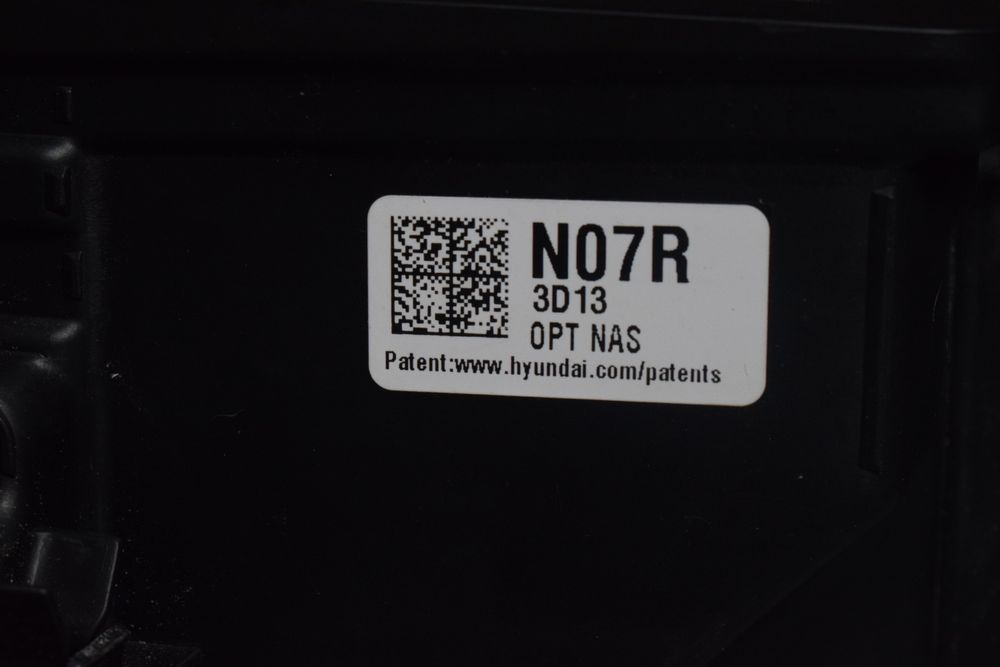 N07R
3D13
OPT NAS
Patent:www.hyundai.com/patents